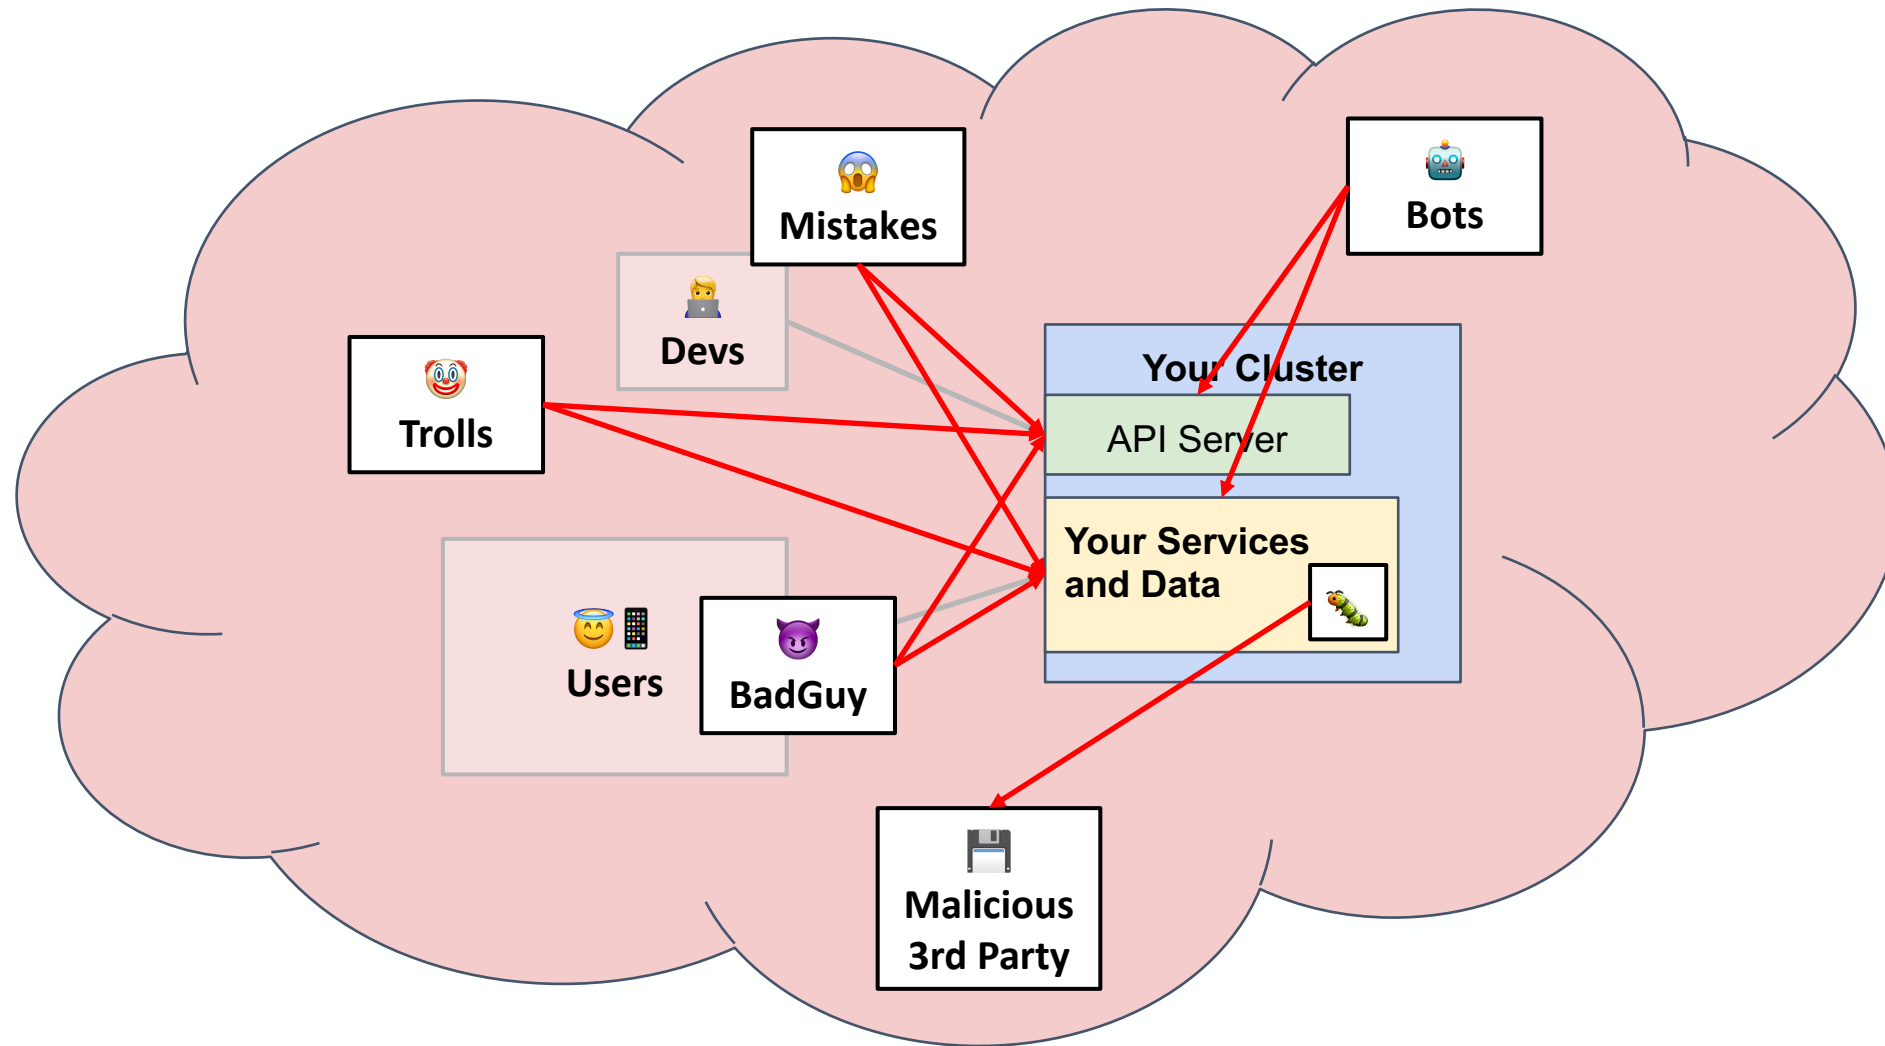 Mistakes
Bots
Devs
Trolls
Your Cluster
API Server
Your Services
and Data
Users
BadGuy
Malicious
3rd Party